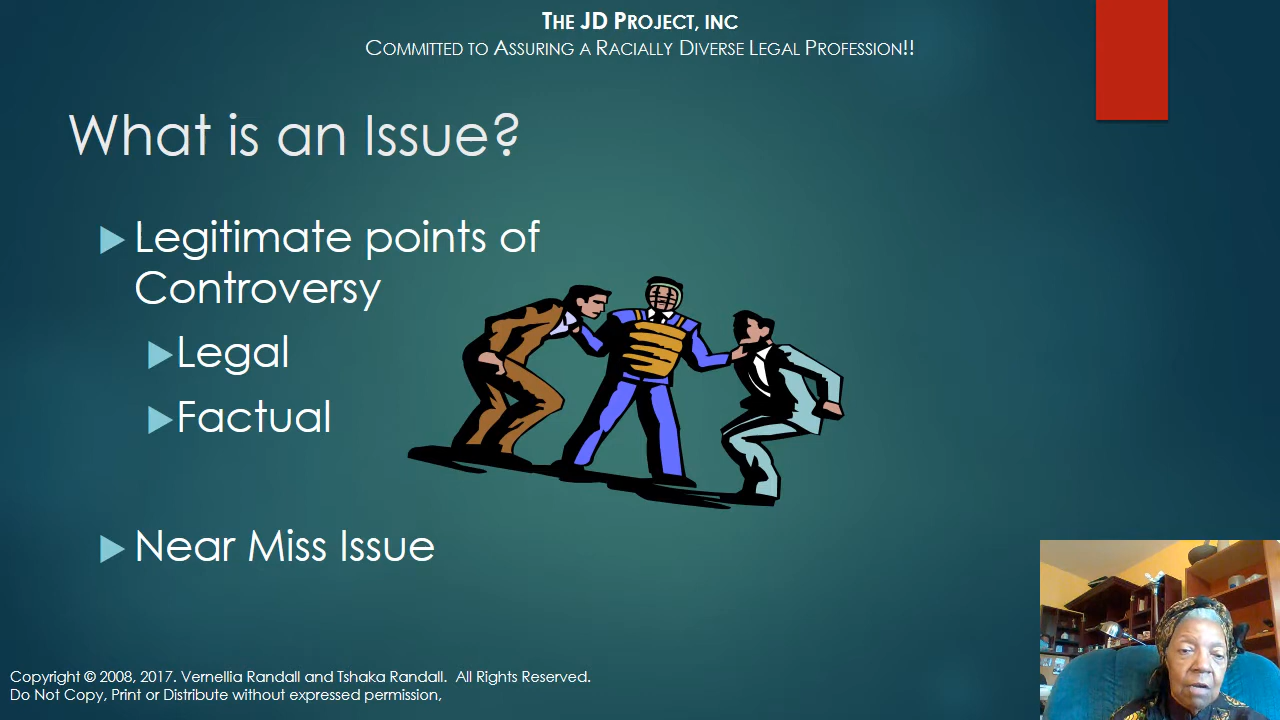 THE JD PROJECT, INC
COMMITTED TO ASSURING A RACIALLY DIVERSE LEGAL PROFESSION!!
What is an Issue?
Legitimate points of
Controversy
Legal
Factual
Near Miss Issue
Copyright © 2008, 2017. Vernellia Randall and Tshaka Randall. All Rights Reserved.
Do Not Copy, Print or Distribute without expressed permission,